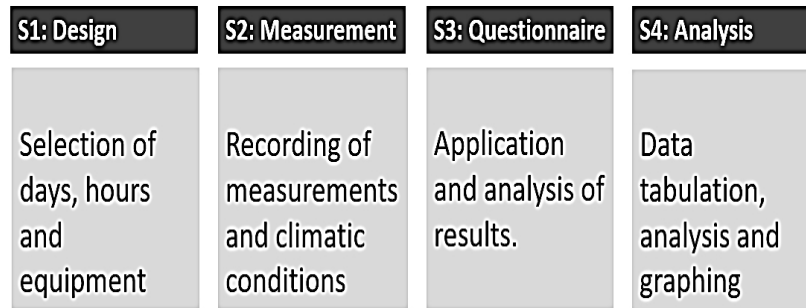 S1: Design
Selection of
days, hours
and
equipment
S2: Measurement
Recording of
measurements
and climatic
conditions
S3: Questionnaire
Application
and analysis of
results.
S4: Analysis
Data
tabulation,
analysis and
graphing